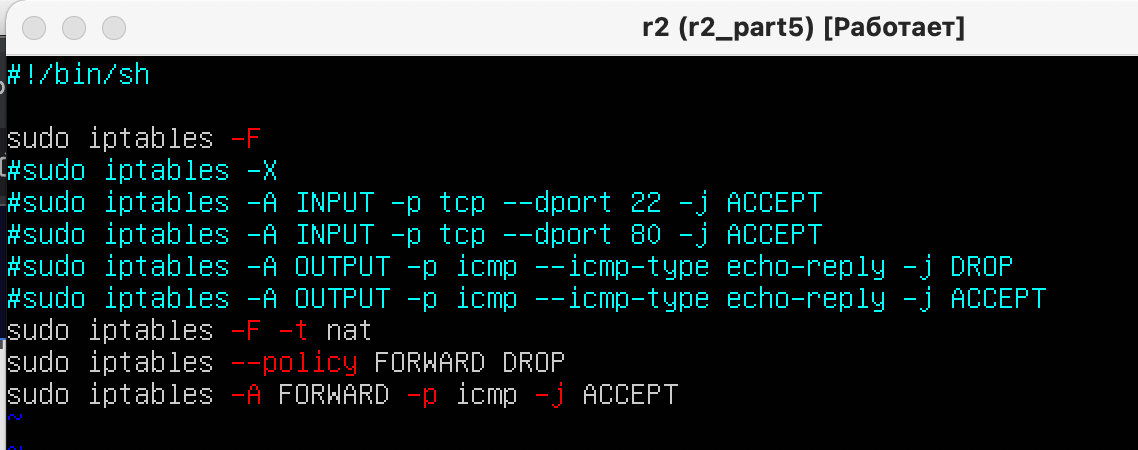 r2 (r2_part5) [Работает]
#!/bin/sh
sudo iptables -F
#sudo iptables -X
#sudo iptables -A INPUT -p tcp --dport 22 -j ACCEPT
#sudo iptables -A INPUT -p tcp --dport 80 -j ACCEPT
#sudo iptables -A OUTPUT -p icmp --icmp-type echo-reply -j DROP
#sudo iptables -A OUTPUT -p icmp --icmp-type echo-reply -j ACCEPT
sudo iptables -F -t nat
sudo iptables --policy FORWARD DROP
sudo iptables -A FORWARD -p icmp -j ACCEPT
~
~